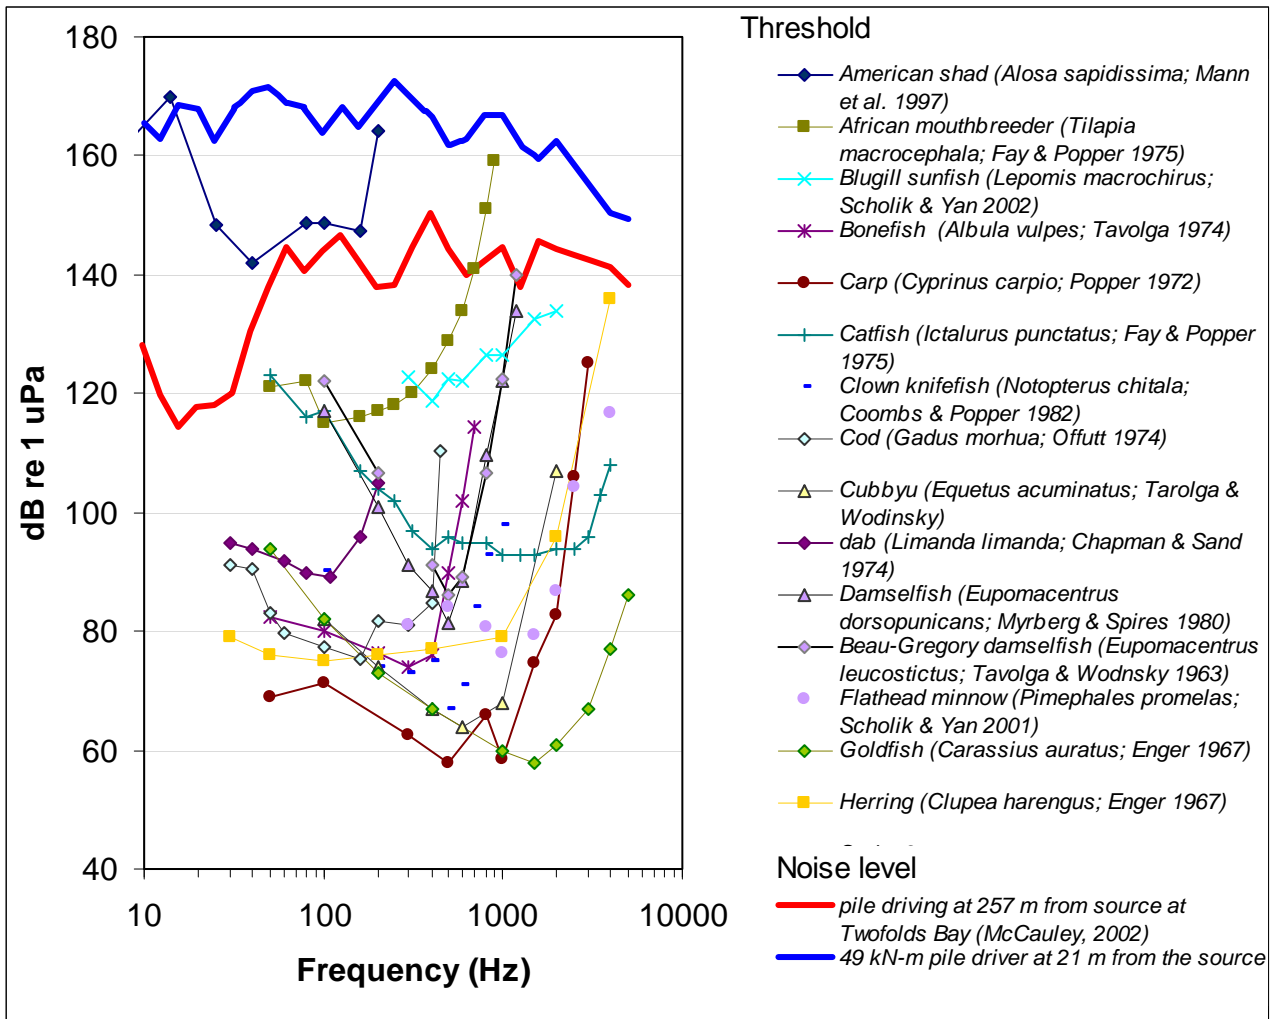 180
160
140
120
100
80
60
40
dB re 1 uPa
10
100
1000
10000
Frequency (Hz)
Threshold
American shad (Alosa sapidissima; Mann
et al. 1997)
African mouthbreeder (Tilapia
macrocephala; Fay & Popper 1975)
Blugill sunfish (Lepomis macrochirus;
Scholik & Yan 2002)
Bonefish (Albula vulpes; Tavolga 1974)
Carp (Cyprinus carpio; Popper 1972)
Catfish (Ictalurus punctatus; Fay & Popper
1975)
Clown knifefish (Notopterus chitala;
Coombs & Popper 1982)
Cod (Gadus morhua; Offutt 1974)
Cubbyu (Equetus acuminatus; Tarolga &
Wodinsky)
dab (Limanda limanda; Chapman & Sand
1974)
Damselfish (Eupomacentrus
dorsopunicans; Myrberg & Spires 1980)
Beau-Gregory damselfish (Eupomacentrus
leucostictus; Tavolga & Wodnsky 1963)
Flathead minnow (Pimephales promelas;
Scholik & Yan 2001)
Goldfish (Carassius auratus; Enger 1967)
Herring (Clupea harengus; Enger 1967)
Noise level
pile driving at 257 m from source at
Twofolds Bay (McCauley, 2002)
49 kN-m pile driver at 21 m from the source